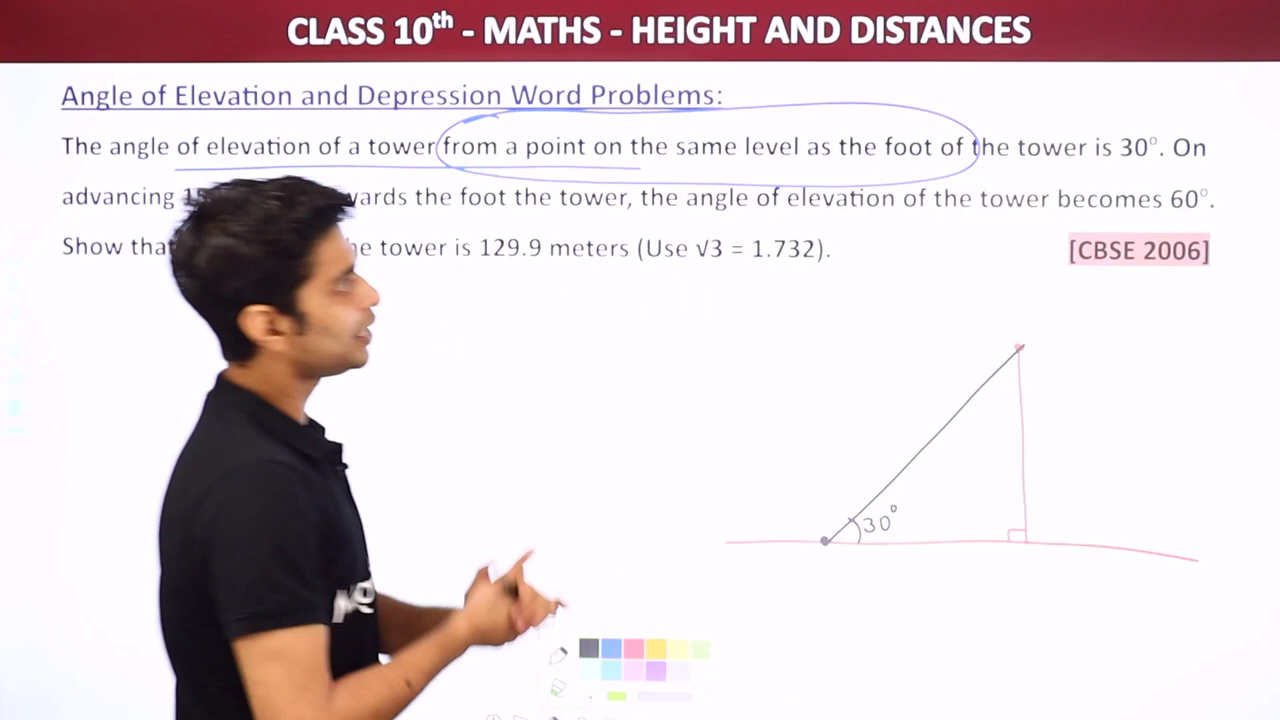 CLASS 10th - MATHS - HEIGHT AND DISTANCES
Angle of Elevation and Depression Word Problems:
The angle of elevation of a tower from a point on the same level as the foot of the tower is 30°. On
advancing the foot the tower, the angle of elevation of the tower becomes 60°.
Show tower is 129.9 meters (Use √3 = 1.732).
[CBSE 2006]
30°